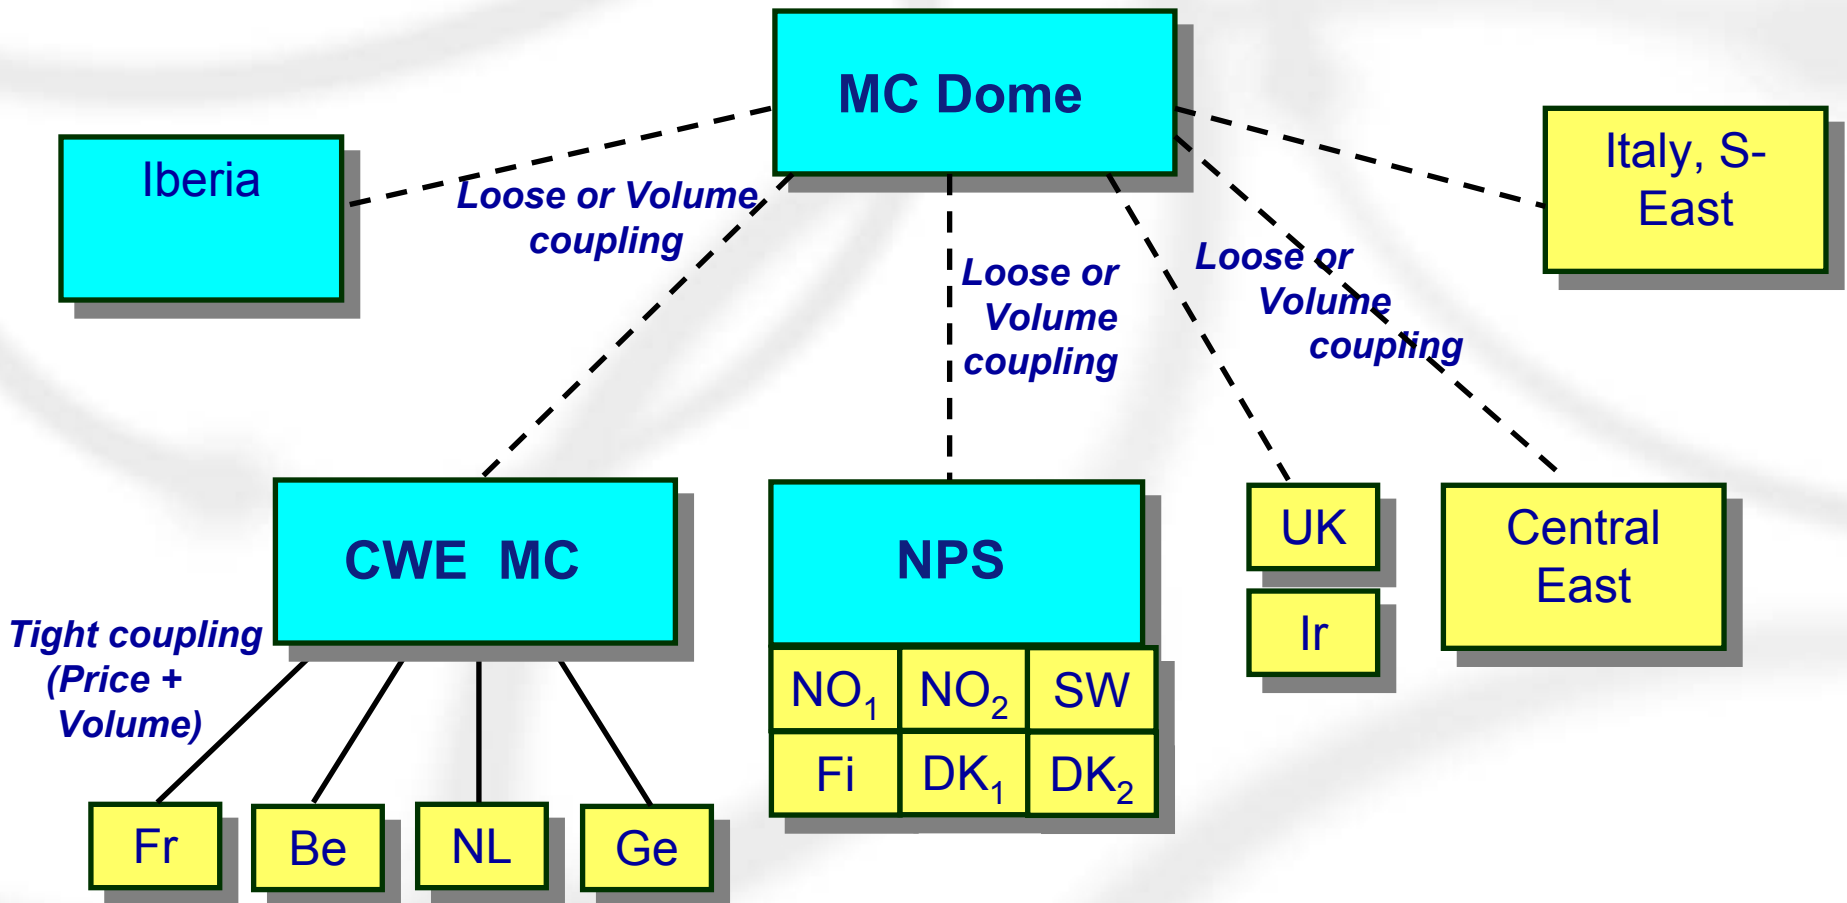 MC Dome
Iberia
Italy, S-
East
Loose or Volume
coupling
Loose or
Volume
coupling
Loose or
Volume
coupling
CWE MC
NPS
UK
Ir
Central
East
Tight coupling
(Price +
Volume)
NO₁ NO₂ SW
Fi DK₁ DK₂
Fr Be NL Ge